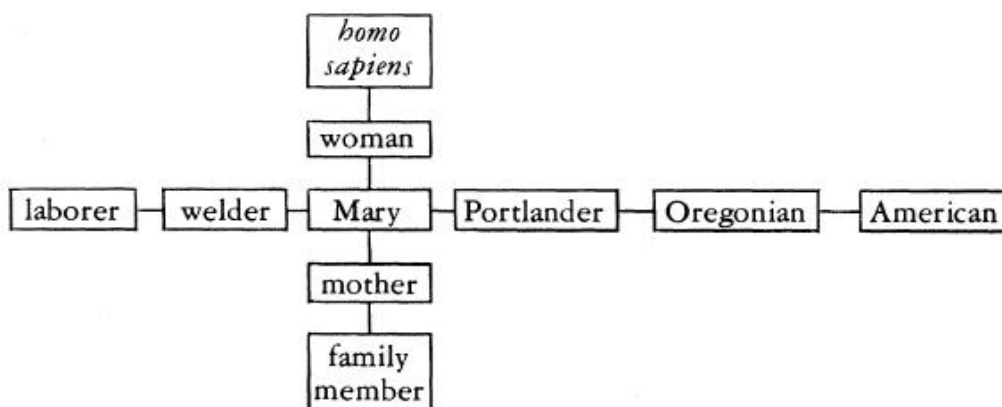 homo
sapiens
woman
laborer welder Mary Portlander Oregonian American
mother
family
member